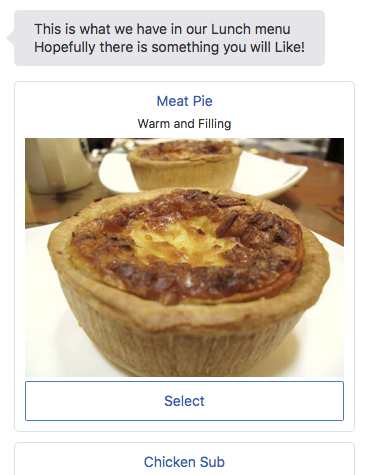 This is what we have in our Lunch menu
Hopefully there is something you will Like!
Meat Pie
Warm and Filling
Select
Chicken Sub